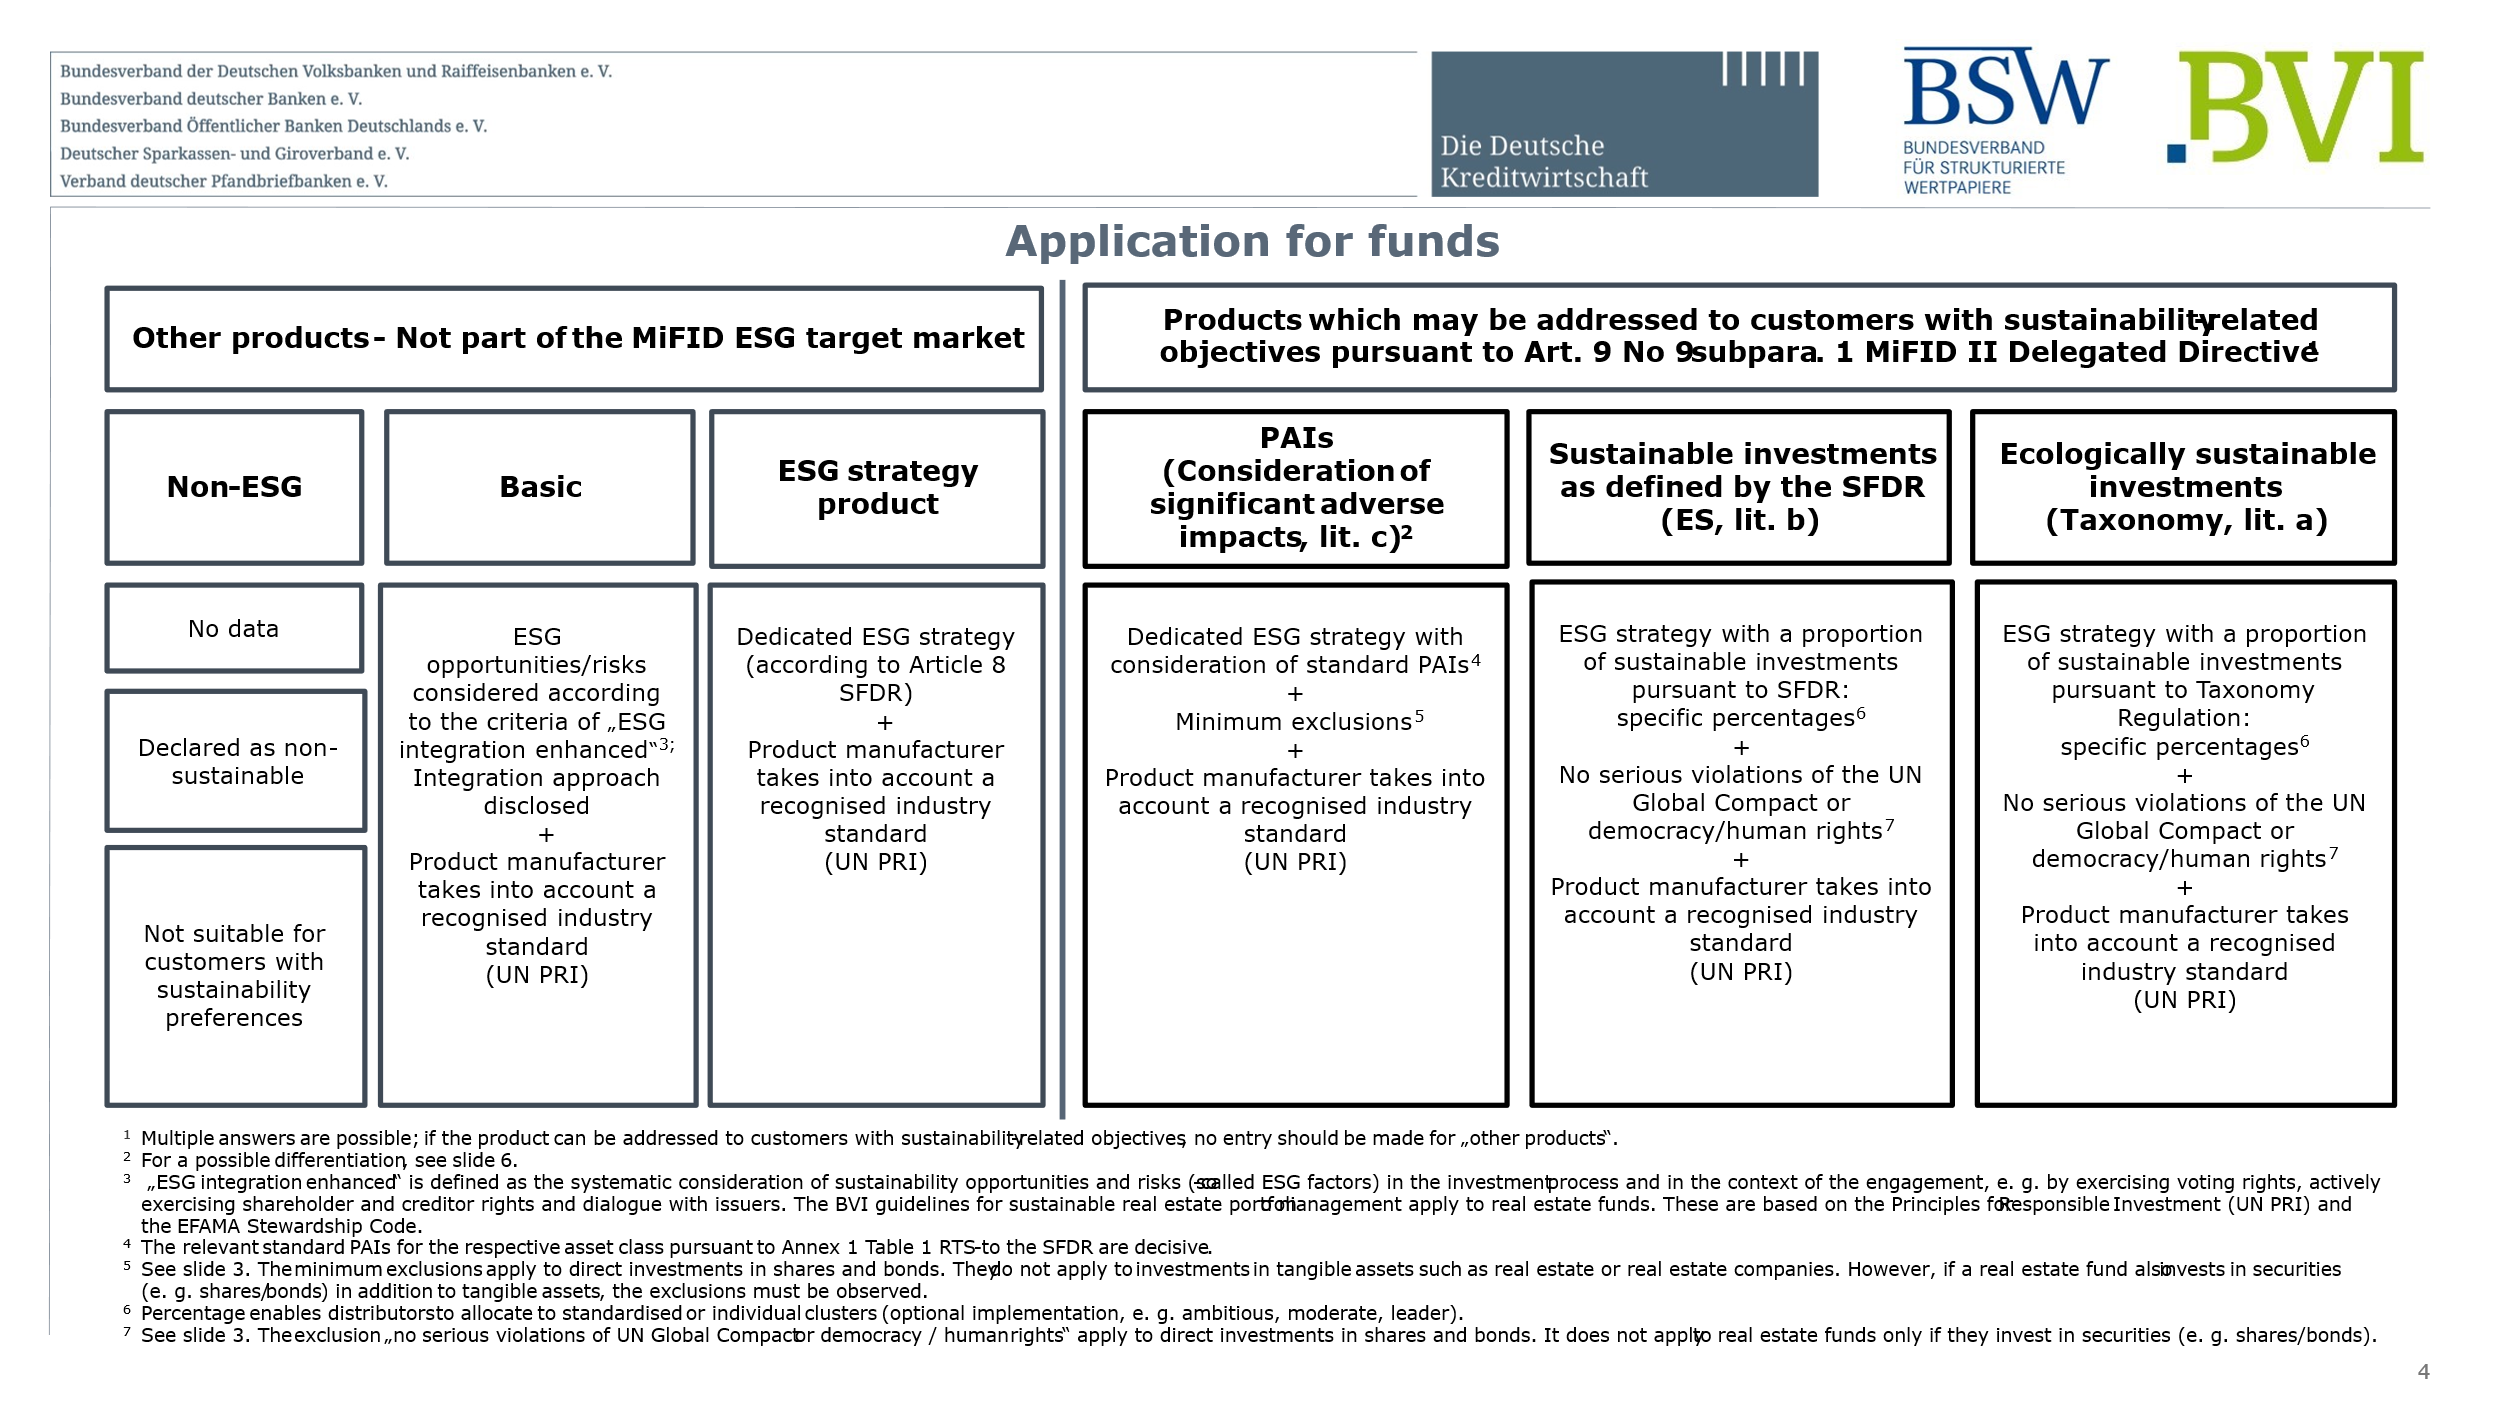 Bundesverband der Deutschen Volksbanken und Raiffeisenbanken e. V.
Bundesverband deutscher Banken e. V.
Bundesverband Öffentlicher Banken Deutschlands e. V.
Deutscher Sparkassen- und Giroverband e. V.
Verband deutscher Pfandbriefbanken e. V.
Die Deutsche
Kreditwirtschaft
BSW
BUNDESVERBAND
FÜR STRUKTURIERTE
WERTPAPIERE
BVI
Application for funds
Other products - Not part of the MiFID ESG target market
Products which may be addressed to customers with sustainability-related
objectives pursuant to Art. 9 No 9 subpara. 1 MiFID II Delegated Directive¹
Non-ESG
Basic
ESG strategy
product
PAIs
(Consideration of
significant adverse
impacts, lit. c)²
Sustainable investments
as defined by the SFDR
(ES, lit. b)
Ecologically sustainable
investments
(Taxonomy, lit. a)
No data
Declared as non-
sustainable
Not suitable for
customers with
sustainability
preferences
ESG
opportunities/risks
considered according
to the criteria of „ESG
integration enhanced“³;
Integration approach
disclosed
+
Product manufacturer
takes into account a
recognised industry
standard
(UN PRI)
Dedicated ESG strategy
(according to Article 8
SFDR)
+
Product manufacturer
takes into account a
recognised industry
standard
(UN PRI)
Dedicated ESG strategy with
consideration of standard PAIs⁴
+
Minimum exclusions⁵
+
Product manufacturer takes into
account a recognised industry
standard
(UN PRI)
ESG strategy with a proportion
of sustainable investments
pursuant to SFDR:
specific percentages⁶
+
No serious violations of the UN
Global Compact or
democracy/human rights⁷
+
Product manufacturer takes into
account a recognised industry
standard
(UN PRI)
ESG strategy with a proportion
of sustainable investments
pursuant to Taxonomy
Regulation:
specific percentages⁶
+
No serious violations of the UN
Global Compact or
democracy/human rights⁷
+
Product manufacturer takes
into account a recognised
industry standard
(UN PRI)
¹ Multiple answers are possible; if the product can be addressed to customers with sustainability-related objectives, no entry should be made for „other products“.
² For a possible differentiation, see slide 6.
³ „ESG integration enhanced“ is defined as the systematic consideration of sustainability opportunities and risks (so-called ESG factors) in the investment process and in the context of the engagement, e. g. by exercising voting rights, actively
exercising shareholder and creditor rights and dialogue with issuers. The BVI guidelines for sustainable real estate portfolio management apply to real estate funds. These are based on the Principles for Responsible Investment (UN PRI) and
the EFAMA Stewardship Code.
⁴ The relevant standard PAIs for the respective asset class pursuant to Annex 1 Table 1 RTS-to the SFDR are decisive.
⁵ See slide 3. The minimum exclusions apply to direct investments in shares and bonds. They do not apply to investments in tangible assets such as real estate or real estate companies. However, if a real estate fund also invests in securities
(e. g. shares/bonds) in addition to tangible assets, the exclusions must be observed.
⁶ Percentage enables distributors to allocate to standardised or individual clusters (optional implementation, e. g. ambitious, moderate, leader).
⁷ See slide 3. The exclusion „no serious violations of UN Global Compact or democracy / human rights“ apply to direct investments in shares and bonds. It does not apply to real estate funds only if they invest in securities (e. g. shares/bonds).
4